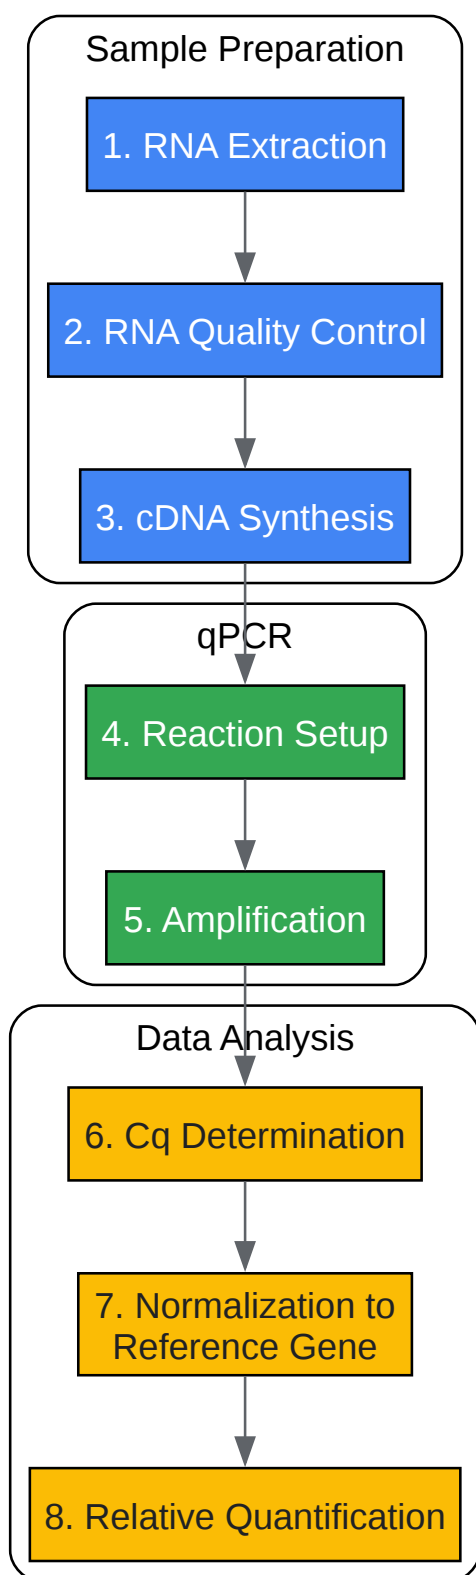 Sample Preparation
1. RNA Extraction
2. RNA Quality Control
3. cDNA Synthesis
qPCR
4. Reaction Setup
5. Amplification
Data Analysis
6. Cq Determination
7. Normalization to
Reference Gene
8. Relative Quantification